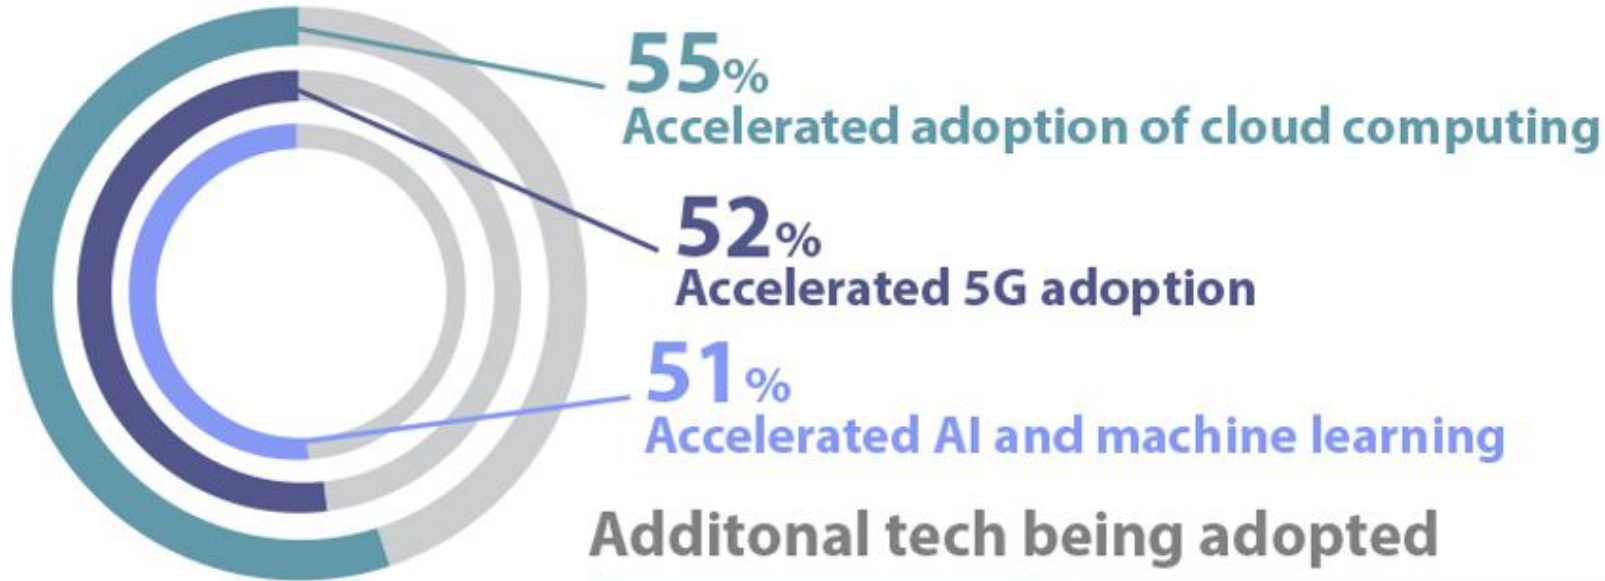 55%
Accelerated adoption of cloud computing
52%
Accelerated 5G adoption
51%
Accelerated AI and machine learning
Additonal tech being adopted